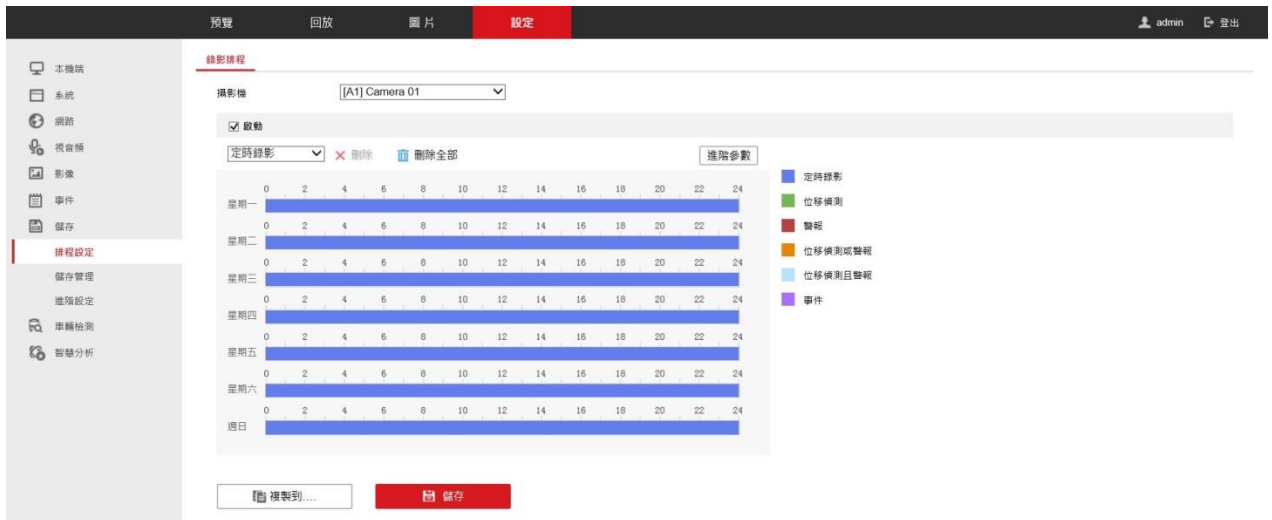 預覽 回放 圖片 設定 admin 登出
本機端
系統
網路
視音頻
影像
事件
儲存
排程設定
儲存管理
進階設定
車輛檢測
智慧分析
錄影排程
攝影機 [A1] Camera 01
啟動
定時錄影 刪除 刪除全部 進階參數
0 2 4 6 8 10 12 14 16 18 20 22 24
星期一
0 2 4 6 8 10 12 14 16 18 20 22 24
星期二
0 2 4 6 8 10 12 14 16 18 20 22 24
星期三
0 2 4 6 8 10 12 14 16 18 20 22 24
星期四
0 2 4 6 8 10 12 14 16 18 20 22 24
星期五
0 2 4 6 8 10 12 14 16 18 20 22 24
星期六
0 2 4 6 8 10 12 14 16 18 20 22 24
週日
定時錄影
位移偵測
警報
位移偵測或警報
位移偵測且警報
事件
複製到.... 儲存